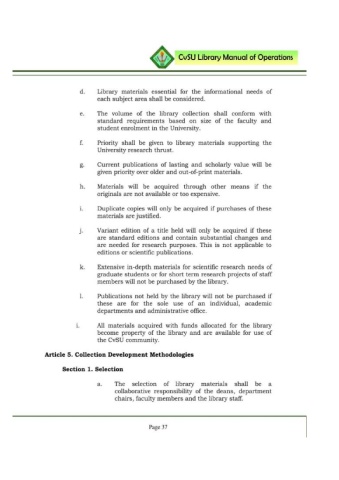 CvSU Library Manual of Operations
d. Library materials essential for the informational needs of
each subject area shall be considered.
e. The volume of the library collection shall conform with
standard requirements based on size of the faculty and
student enrolment in the University.
f. Priority shall be given to library materials supporting the
University research thrust.
g. Current publications of lasting and scholarly value will be
given priority over older and out-of-print materials.
h. Materials will be acquired through other means if the
originals are not available or too expensive.
i. Duplicate copies will only be acquired if purchases of these
materials are justified.
j. Variant edition of a title held will only be acquired if these
are standard editions and contain substantial changes and
are needed for research purposes. This is not applicable to
editions or scientific publications.
k. Extensive in-depth materials for scientific research needs of
graduate students or for short term research projects of staff
members will not be purchased by the library.
l. Publications not held by the library will not be purchased if
these are for the sole use of an individual, academic
departments and administrative office.
i. All materials acquired with funds allocated for the library
become property of the library and are available for use of
the CvSU community.
Article 5. Collection Development Methodologies
Section 1. Selection
a. The selection of library materials shall be a
collaborative responsibility of the deans, department
chairs, faculty members and the library staff.
Page 37